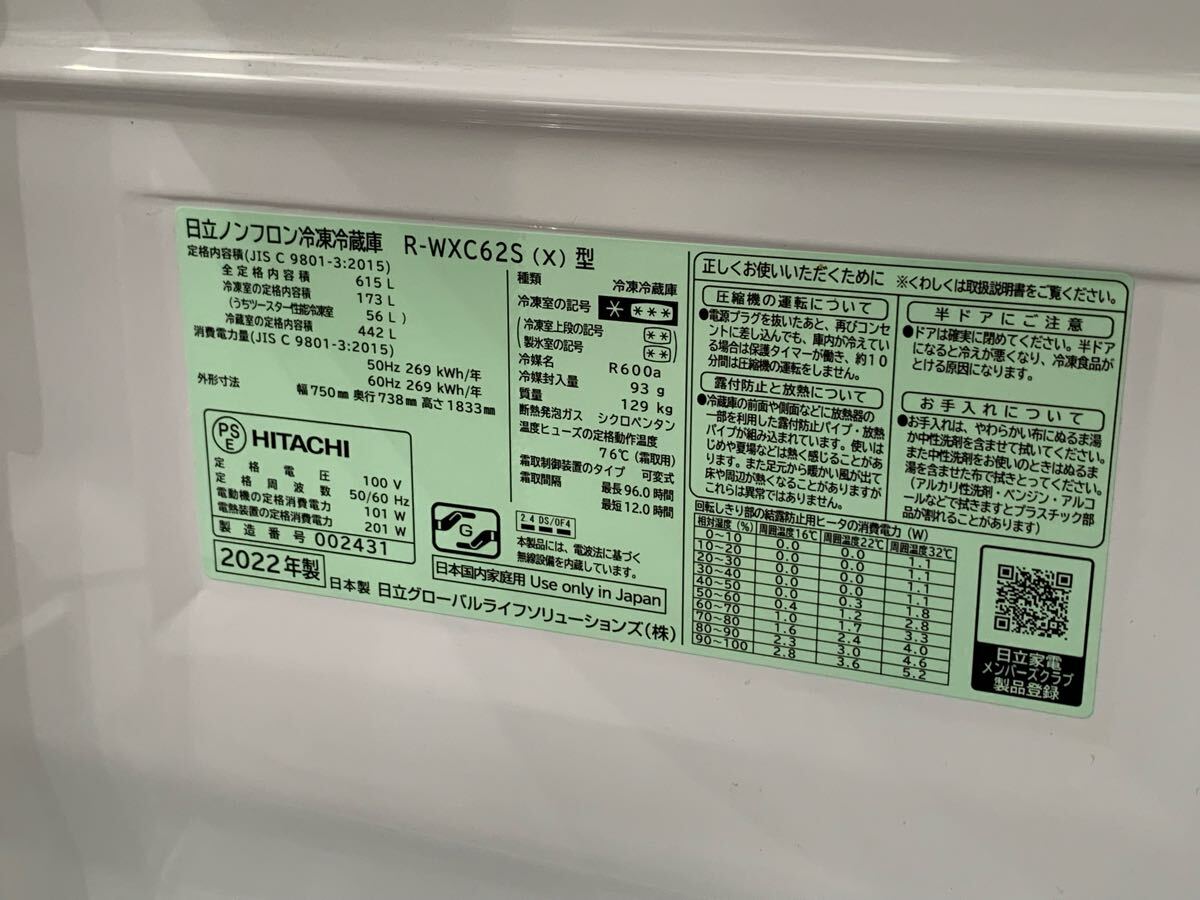 日立ノンフロン冷凍冷蔵庫 R-WXC62S (X) 型
定格内容積(JIS C 9801-3:2015)
全定格内容積 615 L
冷凍室の定格内容積 173 L
(うちツースター性能冷凍室 56 L)
冷蔵室の定格内容積 442 L
消費電力量(JIS C 9801-3:2015)
50Hz 269 kWh/年
60Hz 269 kWh/年
外形寸法
幅750mm 奥行738mm 高さ1833mm
PSE HITACHI
定格電圧 100 V
定格周波数 50/60 Hz
電動機の定格消費電力 101 W
電熱装置の定格消費電力 201 W
製造番号 002431
2022年製
種類 冷凍冷蔵庫
冷凍室の記号 * ***
(冷凍室上段の記号 **)
(製氷室の記号 **)
冷媒名 R600a
冷媒封入量 93 g
質量 129 kg
断熱発泡ガス シクロペンタン
温度ヒューズの定格動作温度
76℃(霜取用)
霜取制御装置のタイプ 可変式
霜取間隔 最長96.0時間
最短12.0時間
G
2.4 DS/OF4
本製品には、電波法に基づく
無線設備を内蔵しています。
日本国内家庭用 Use only in Japan
日本製 日立グローバルライフソリューションズ(株)
正しくお使いいただくために ※くわしくは取扱説明書をご覧ください。
圧縮機の運転について
●電源プラグを抜いたあと、再びコンセ
ントに差し込んでも、庫内が冷えてい
る場合は保護タイマーが働き、約10
分間は圧縮機の運転をしません。
露付防止と放熱について
●冷蔵庫の前面や側面などに放熱器の
一部を利用した露付防止パイプ・放熱
パイプが組み込まれています。使いは
じめや夏場などは熱く感じることがあ
ります。また足元から暖かい風が出て
床や周辺が熱くなることがありますが
これらは異常ではありません。
半ドアにご注意
●ドアは確実に閉めてください。半ドア
になると冷えが悪くなり、冷凍食品が
とける原因になります。
お手入れについて
●お手入れは、やわらかい布にぬるま湯
か中性洗剤を含ませて拭いてください。
また中性洗剤をお使いのときはぬるま
湯を含ませた布で拭きとってください。
(アルカリ性洗剤・ベンジン・アルコ
ールなどで拭きますとプラスチック部
品が割れることがあります)
回転しきり部の結露防止用ヒータの消費電力(W)
相対湿度(%) 周囲温度16℃ 周囲温度22℃ 周囲温度32℃
0~10 0.0 0.0 1.1
10~20 0.0 0.0 1.1
20~30 0.0 0.0 1.1
30~40 0.0 0.0 1.1
40~50 0.0 0.3 1.8
50~60 0.4 1.2 2.8
60~70 1.0 1.7 3.3
70~80 1.6 2.4 4.0
80~90 2.3 3.0 4.6
90~100 2.8 3.6 5.2
日立家電
メンバーズクラブ
製品登録